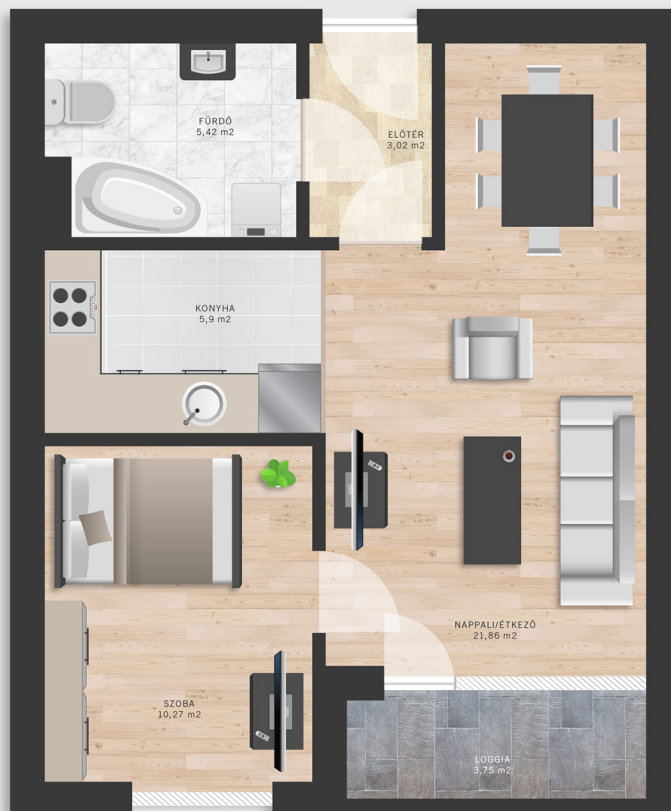 FÜRDŐ
5,42 m2
ELŐTÉR
3,02 m2
KONYHA
5,9 m2
NAPPALI/ÉTKEZŐ
21,86 m2
SZOBA
10,27 m2
LOGGIA
3,75 m2